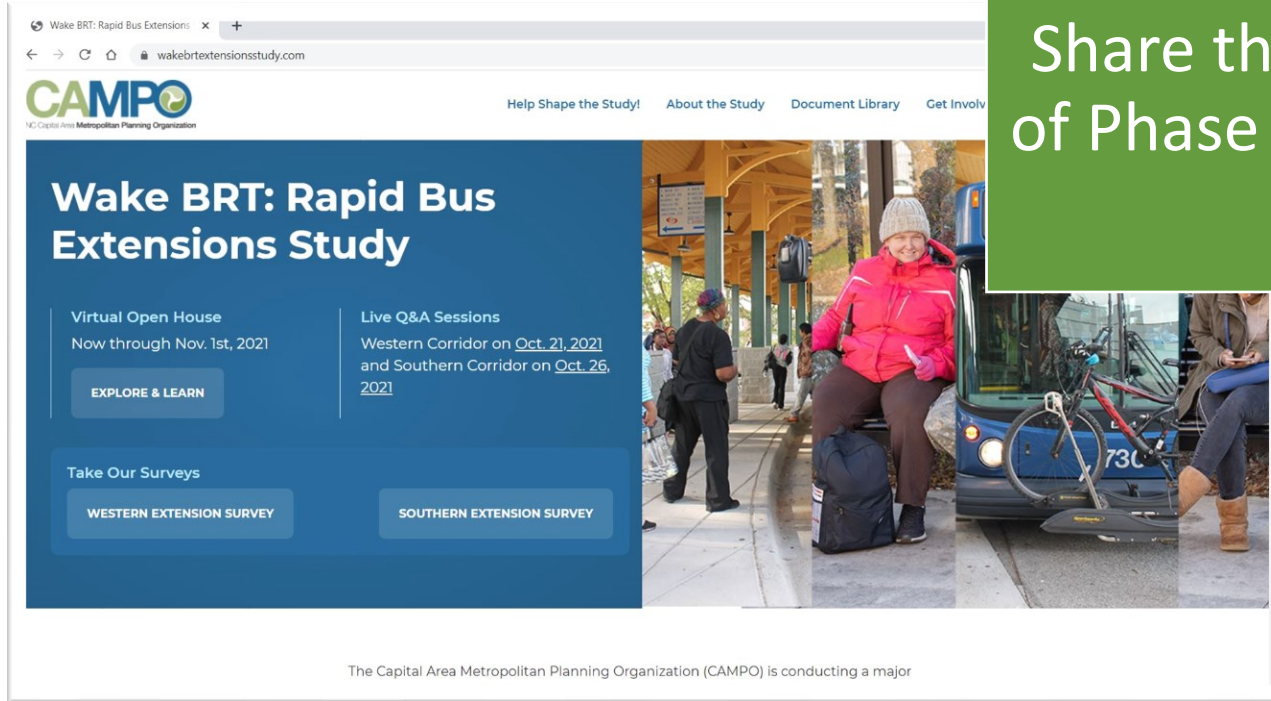 Wake BRT: Rapid Bus Extensions
wakebrtextensionsstudy.com
CAMPO
NC Capital Area Metropolitan Planning Organization
Help Shape the Study!
About the Study
Document Library
Get Involv
Share th
of Phase
Wake BRT: Rapid Bus
Extensions Study
Virtual Open House
Now through Nov. 1st, 2021
EXPLORE & LEARN
Live Q&A Sessions
Western Corridor on Oct. 21, 2021
and Southern Corridor on Oct. 26,
2021
Take Our Surveys
WESTERN EXTENSION SURVEY
SOUTHERN EXTENSION SURVEY
730
The Capital Area Metropolitan Planning Organization (CAMPO) is conducting a major